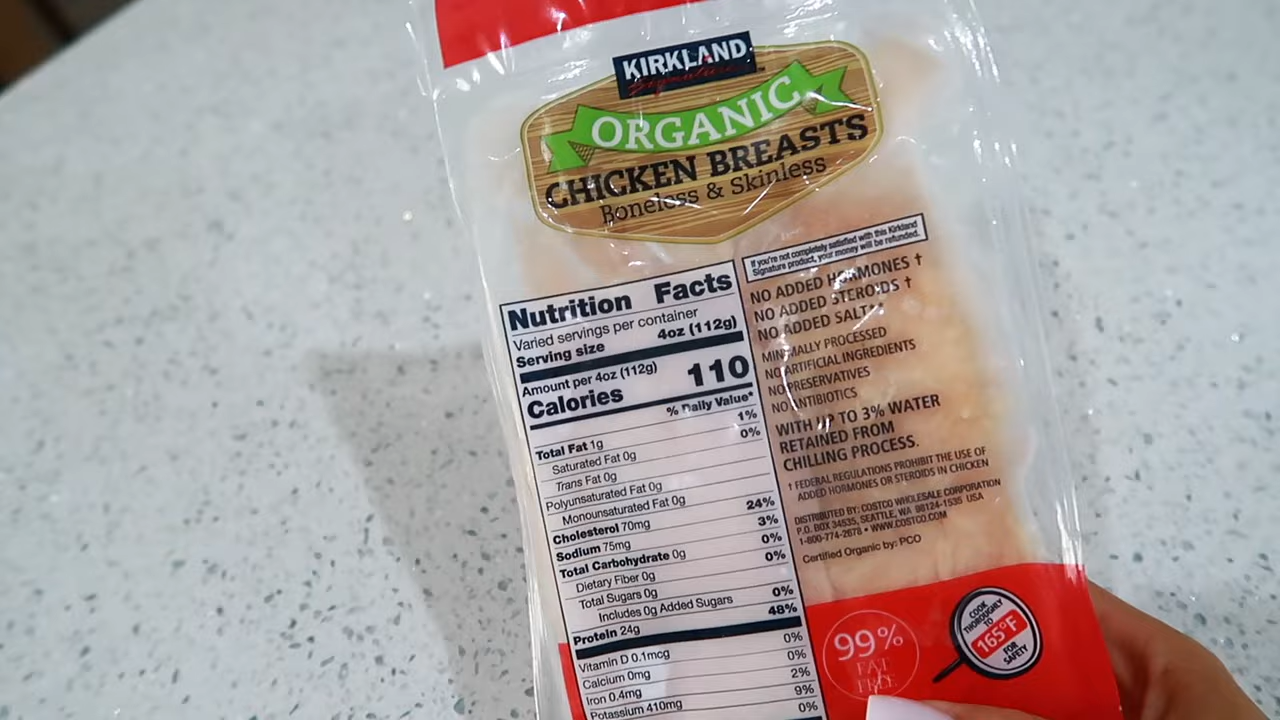 KIRKLAND
Signature™
ORGANIC
CHICKEN BREASTS
Boneless & Skinless
If you're not completely satisfied with this Kirkland
Signature product, your money will be refunded.
Nutrition Facts
Varied servings per container
Serving size 4oz (112g)
Amount per 4oz (112g)
Calories 110
% Daily Value*
Total Fat 1g 1%
Saturated Fat 0g 0%
Trans Fat 0g
Polyunsaturated Fat 0g
Monounsaturated Fat 0g
Cholesterol 70mg 24%
Sodium 75mg 3%
Total Carbohydrate 0g 0%
Dietary Fiber 0g 0%
Total Sugars 0g
Includes 0g Added Sugars 0%
Protein 24g 48%
Vitamin D 0.1mcg 0%
Calcium 0mg 0%
Iron 0.4mg 2%
Potassium 410mg 9%
0%
NO ADDED HORMONES †
NO ADDED STEROIDS †
NO ADDED SALT
MINIMALLY PROCESSED
NO ARTIFICIAL INGREDIENTS
NO PRESERVATIVES
NO ANTIBIOTICS
WITH UP TO 3% WATER
RETAINED FROM
CHILLING PROCESS.
† FEDERAL REGULATIONS PROHIBIT THE USE OF
ADDED HORMONES OR STEROIDS IN CHICKEN
DISTRIBUTED BY: COSTCO WHOLESALE CORPORATION
P.O. BOX 34535, SEATTLE, WA 98124-1535 USA
1-800-774-2678 • WWW.COSTCO.COM
Certified Organic by: PCO
99%
FAT
FREE
COOK
THOROUGHLY
TO
165°F
FOR
SAFETY